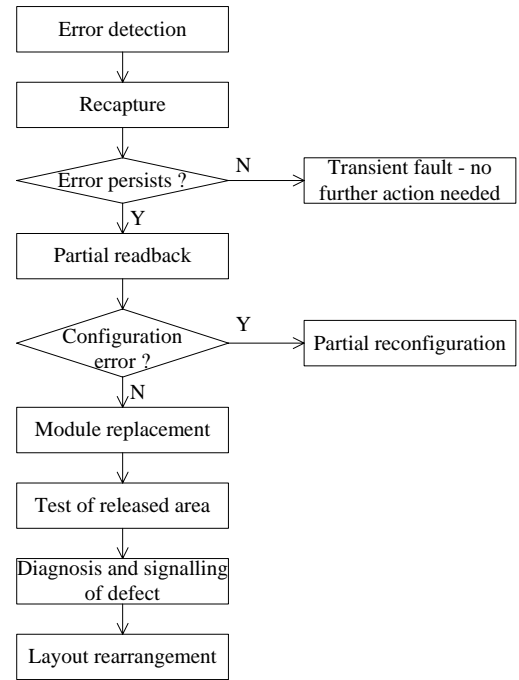 Error detection
Recapture
Error persists ?
N
Transient fault - no
further action needed
Y
Partial readback
Configuration
error ?
Y
Partial reconfiguration
N
Module replacement
Test of released area
Diagnosis and signalling
of defect
Layout rearrangement